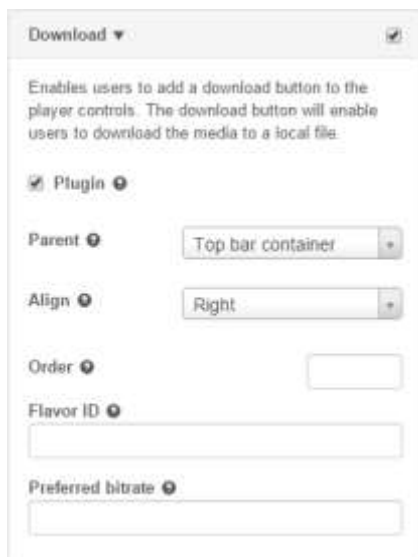 Download ▼
Enables users to add a download button to the
player controls. The download button will enable
users to download the media to a local file.
Plugin
Parent
Top bar container
Align
Right
Order
Flavor ID
Preferred bitrate